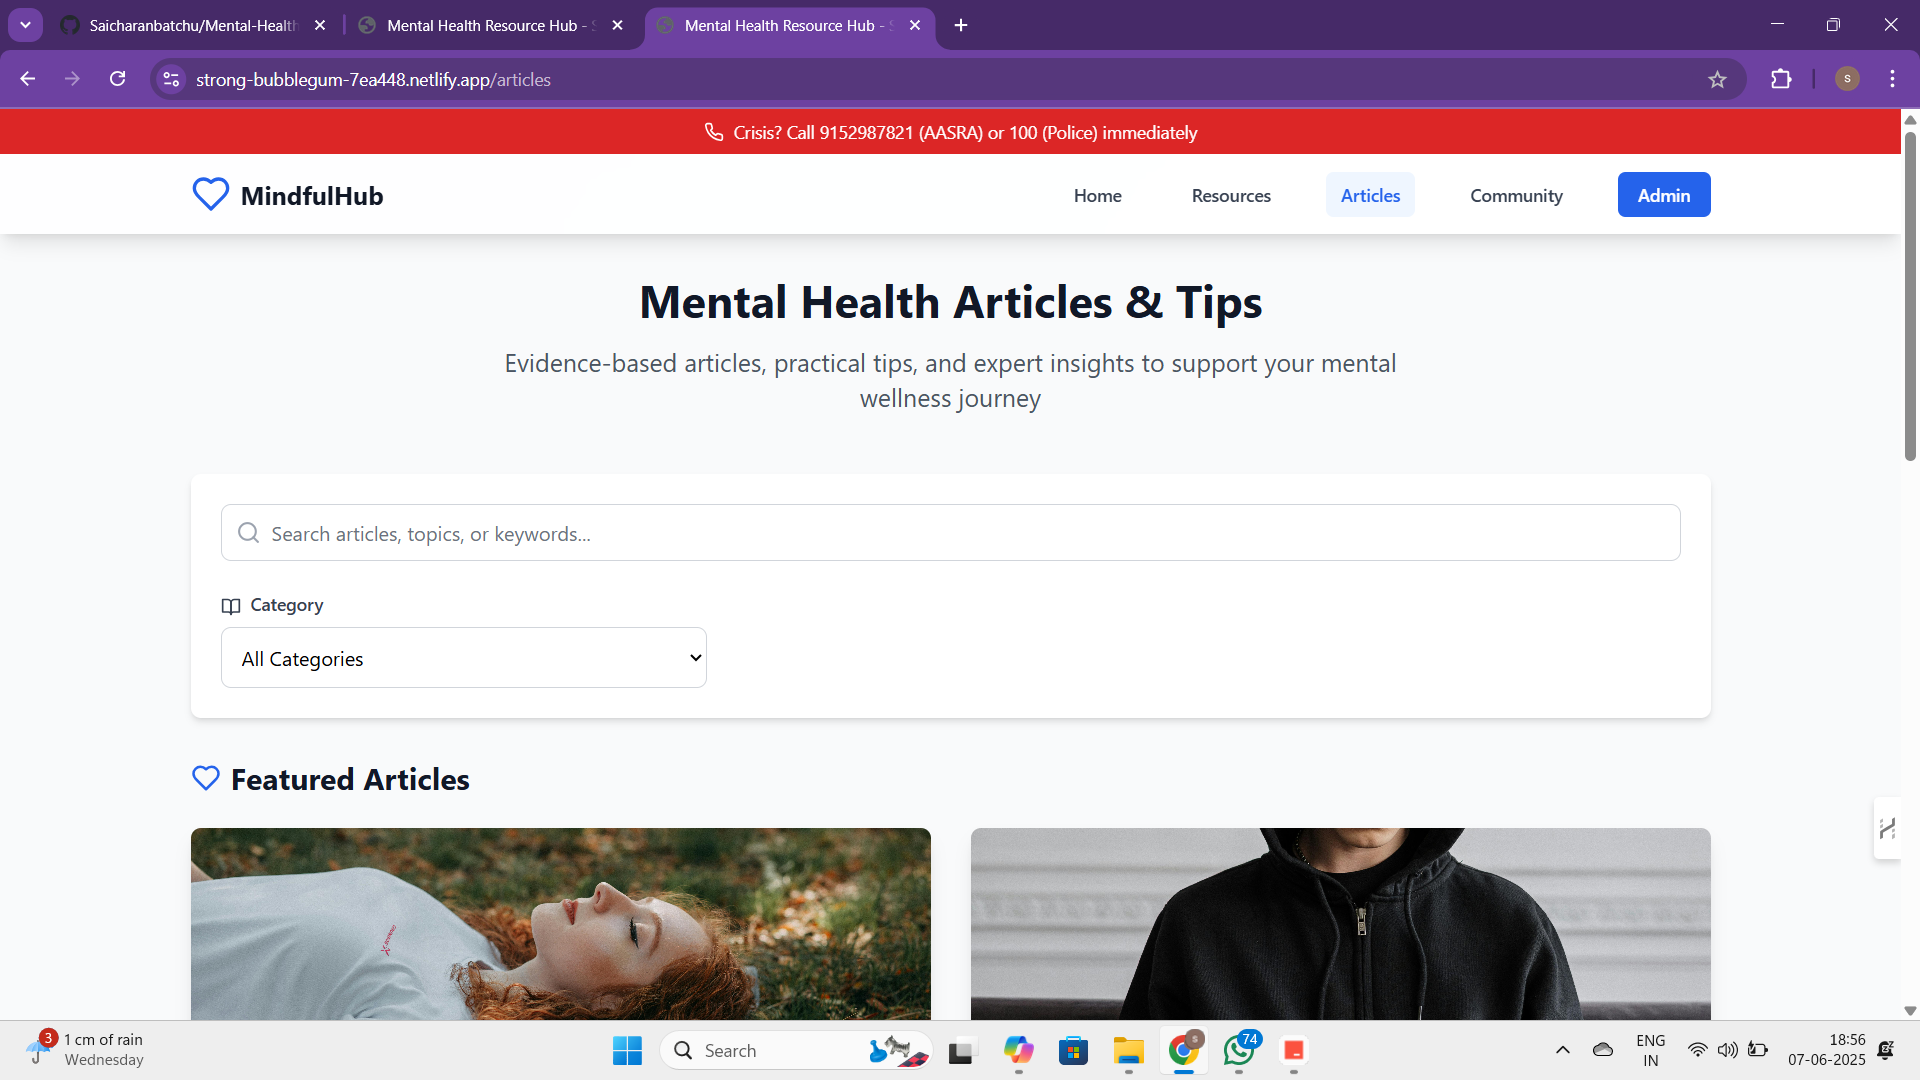 Saicharanbatchu/Mental-Health
Mental Health Resource Hub - S
Mental Health Resource Hub - S
strong-bubblegum-7ea448.netlify.app/articles
S
Crisis? Call 9152987821 (AASRA) or 100 (Police) immediately
MindfulHub
Home
Resources
Articles
Community
Admin
Mental Health Articles & Tips
Evidence-based articles, practical tips, and expert insights to support your mental
wellness journey
Search articles, topics, or keywords...
Category
All Categories
Featured Articles
3
1 cm of rain
Wednesday
Search
S
74
ENG
IN
18:56
07-06-2025